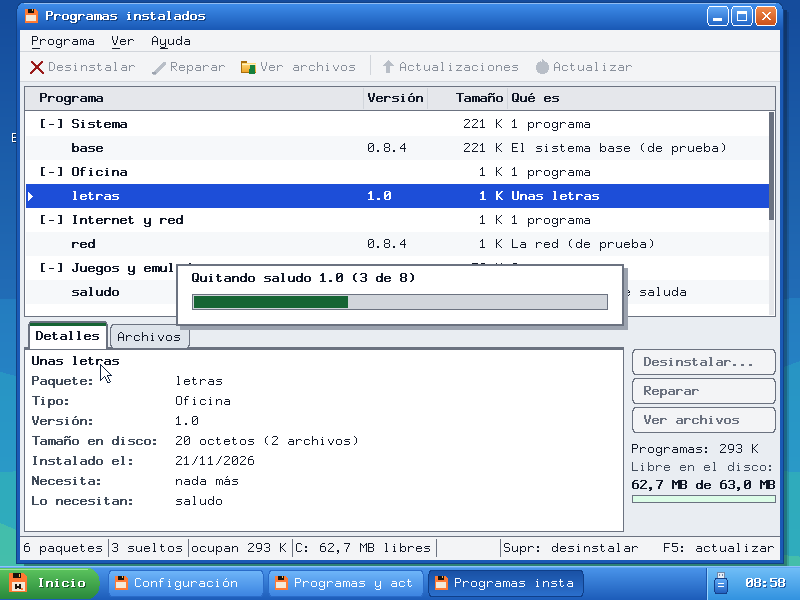 Programas instalados
Programa Ver Ayuda
Desinstalar Reparar Ver archivos Actualizaciones Actualizar
Programa Versión Tamaño Qué es
[-] Sistema 221 K 1 programa
base 0.8.4 221 K El sistema base (de prueba)
[-] Oficina 1 K 1 programa
letras 1.0 1 K Unas letras
[-] Internet y red 1 K 1 programa
red 0.8.4 1 K La red (de prueba)
[-] Juegos y emul
saludo saluda
Quitando saludo 1.0 (3 de 8)
Detalles Archivos
Unas letras
Paquete: letras
Tipo: Oficina
Versión: 1.0
Tamaño en disco: 20 octetos (2 archivos)
Instalado el: 21/11/2026
Necesita: nada más
Lo necesitan: saludo
Desinstalar...
Reparar
Ver archivos
Programas: 293 K
Libre en el disco:
62,7 MB de 63,0 MB
6 paquetes 3 sueltos ocupan 293 K C: 62,7 MB libres Supr: desinstalar F5: actualizar
Inicio Configuración Programas y act Programas insta 08:58